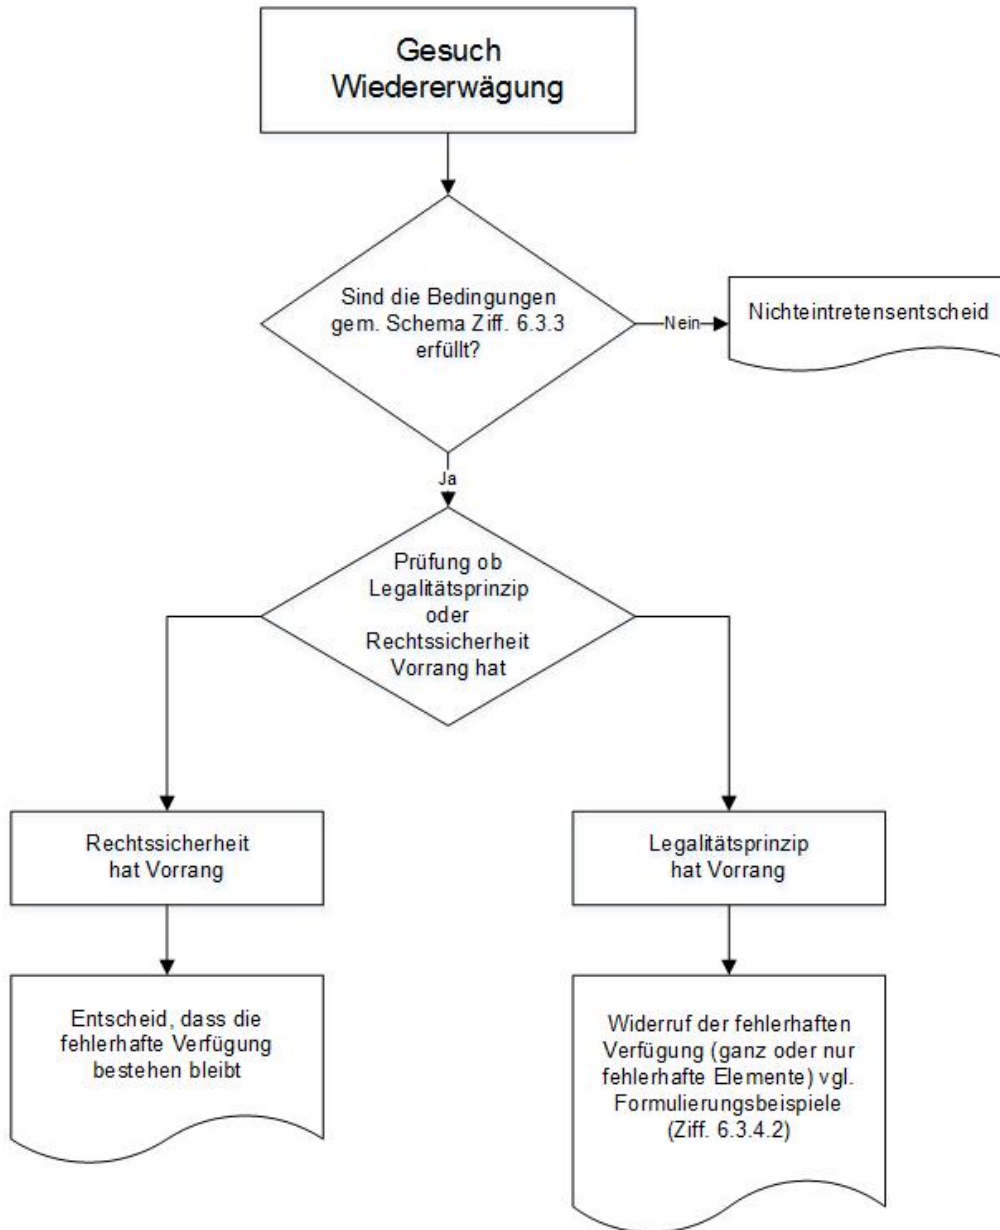 Gesuch
Wiedererwägung
Sind die Bedingungen
gem. Schema Ziff. 6.3.3
erfüllt?
Nein
Nichteintretensentscheid
Ja
Prüfung ob
Legalitätsprinzip
oder
Rechtssicherheit
Vorrang hat
Rechtssicherheit
hat Vorrang
Legalitätsprinzip
hat Vorrang
Entscheid, dass die
fehlerhafte Verfügung
bestehen bleibt
Widerruf der fehlerhaften
Verfügung (ganz oder nur
fehlerhafte Elemente) vgl.
Formulierungsbeispiele
(Ziff. 6.3.4.2)